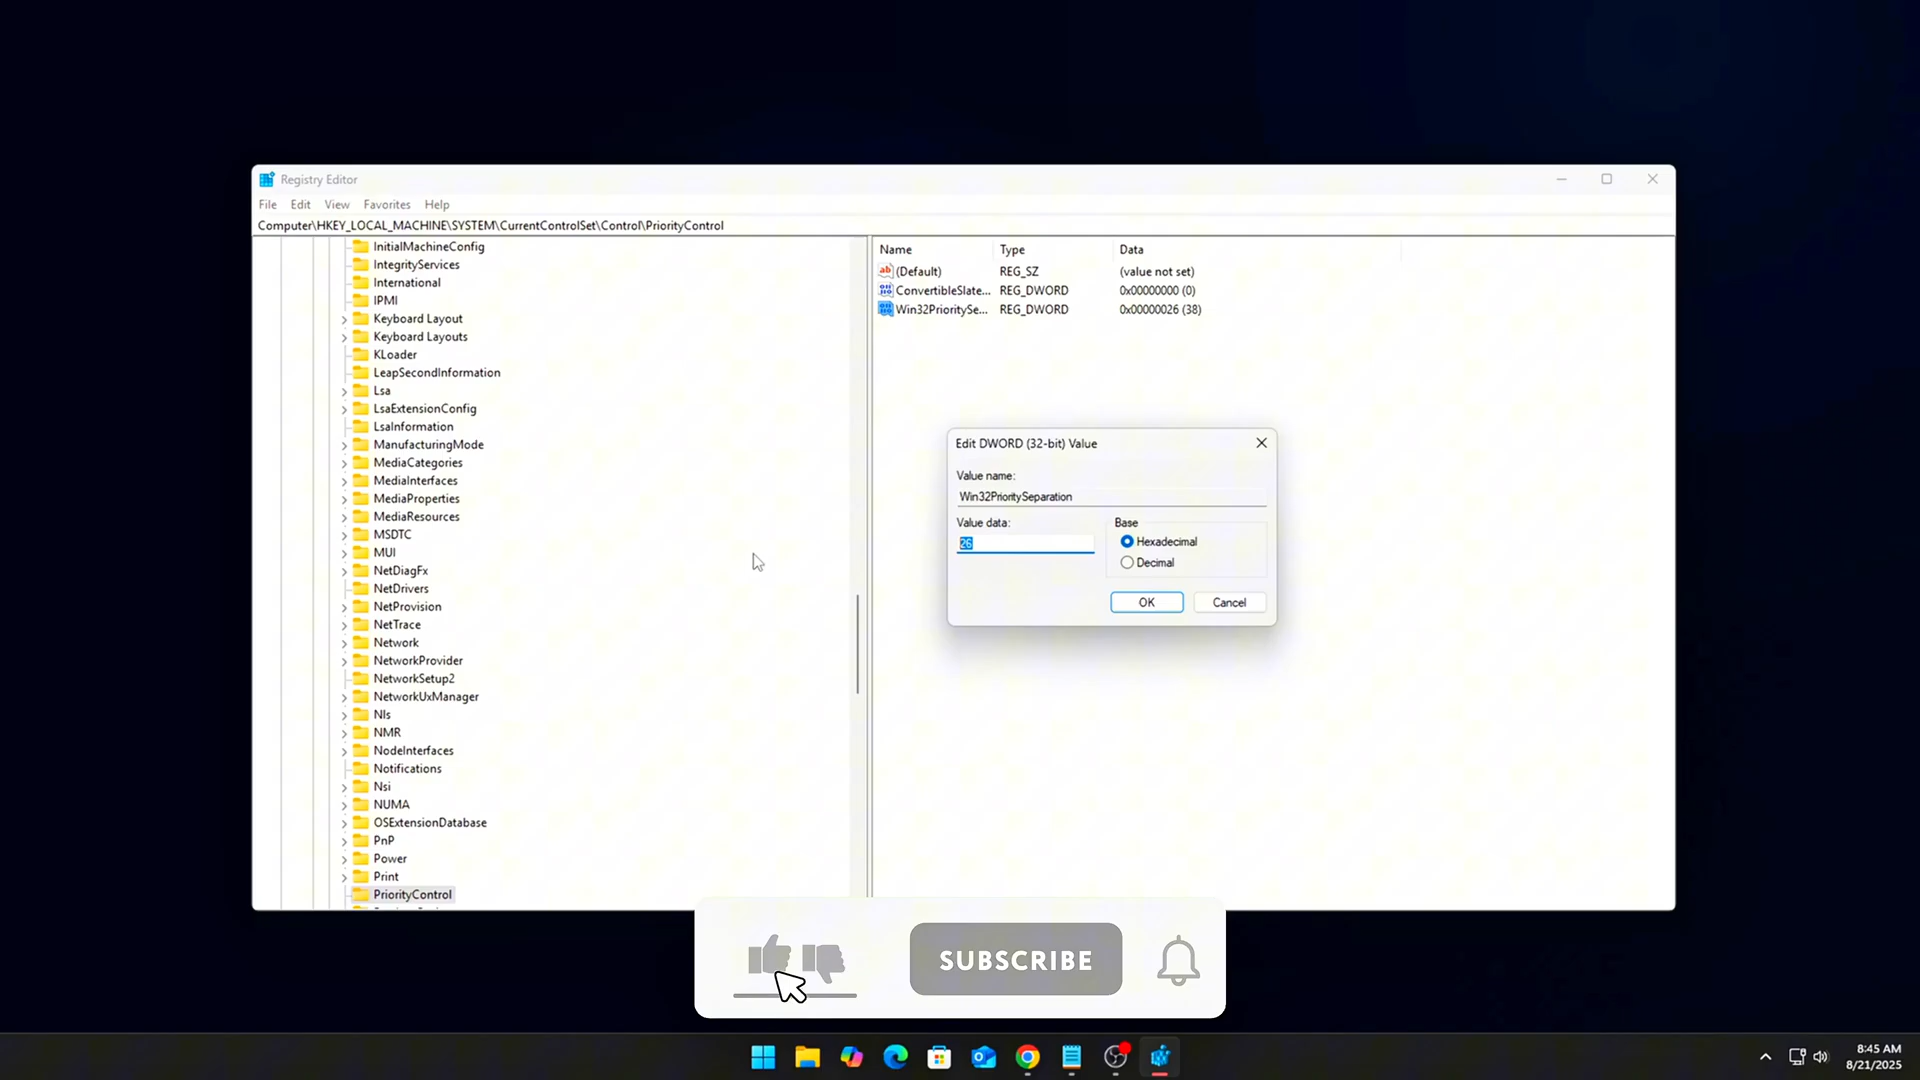 Registry Editor
File Edit View Favorites Help
Computer\HKEY_LOCAL_MACHINE\SYSTEM\CurrentControlSet\Control\PriorityControl
InitialMachineConfig
IntegrityServices
International
IPMI
Keyboard Layout
Keyboard Layouts
KLoader
LeapSecondInformation
Lsa
LsaExtensionConfig
LsaInformation
ManufacturingMode
MediaCategories
MediaInterfaces
MediaProperties
MediaResources
MSDTC
MUI
NetDiagFx
NetDrivers
NetProvision
NetTrace
Network
NetworkProvider
NetworkSetup2
NetworkUxManager
Nls
NMR
NodeInterfaces
Notifications
Nsi
NUMA
OSExtensionDatabase
PnP
Power
Print
PriorityControl
Name Type Data
ab (Default) REG_SZ (value not set)
ConvertibleSlate... REG_DWORD 0x00000000 (0)
Win32PrioritySe... REG_DWORD 0x00000026 (38)
Edit DWORD (32-bit) Value
Value name:
Win32PrioritySeparation
Value data: Base
26 Hexadecimal
Decimal
OK Cancel
SUBSCRIBE
8:45 AM
8/21/2025